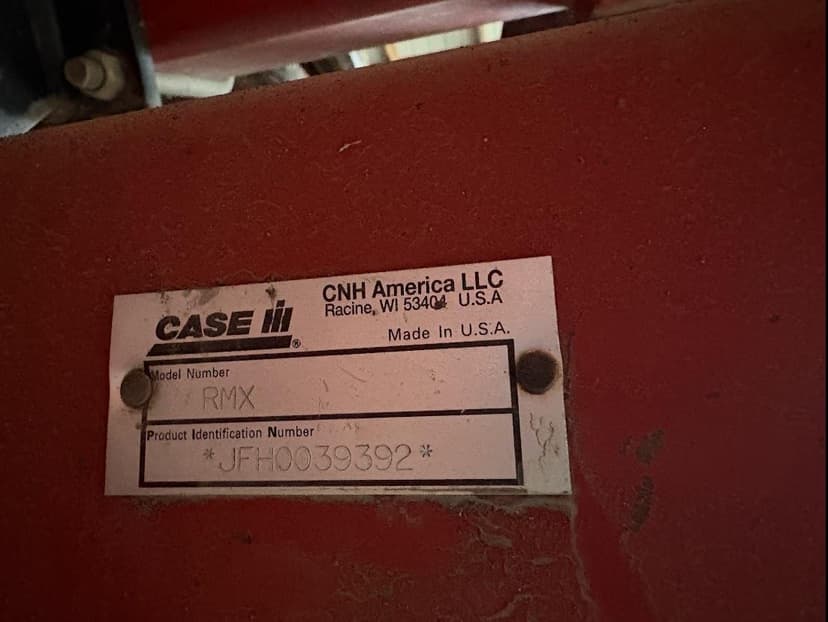 CASE IH
®
CNH America LLC
Racine, WI 53404 U.S.A
Made In U.S.A.
Model Number
RMX
Product Identification Number
*JFH0039392*